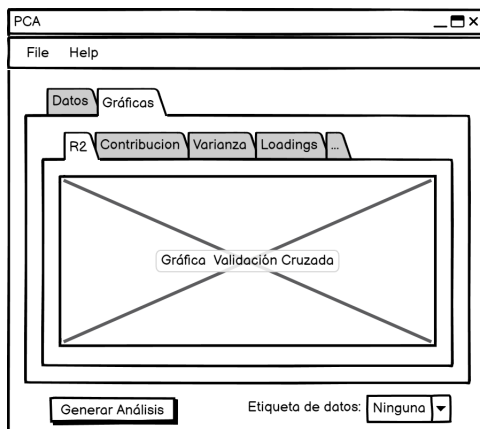 PCA
File Help
Datos Gráficas
R2 Contribucion Varianza Loadings ...
Gráfica Validación Cruzada
Generar Análisis Etiqueta de datos: Ninguna